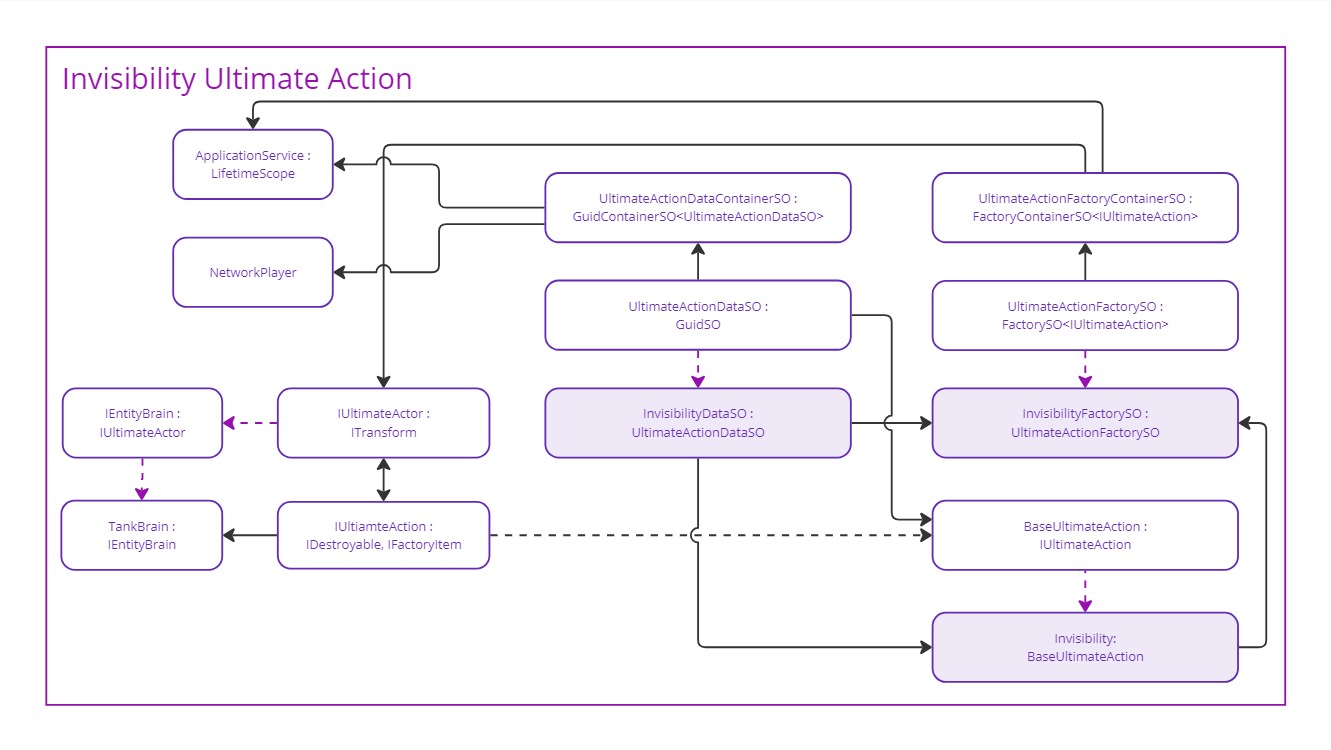 Invisibility Ultimate Action
ApplicationService :
LifetimeScope
UltimateActionDataContainerSO :
GuidContainerSO<UltimateActionDataSO>
UltimateActionFactoryContainerSO :
FactoryContainerSO<IUltimateAction>
NetworkPlayer
UltimateActionDataSO :
GuidSO
UltimateActionFactorySO :
FactorySO<IUltimateAction>
IEntityBrain :
IUltimateActor
IUltimateActor :
ITransform
InvisibilityDataSO :
UltimateActionDataSO
InvisibilityFactorySO :
UltimateActionFactorySO
TankBrain :
IEntityBrain
IUltiamteAction :
IDestroyable, IFactoryItem
BaseUltimateAction :
IUltimateAction
Invisibility:
BaseUltimateAction